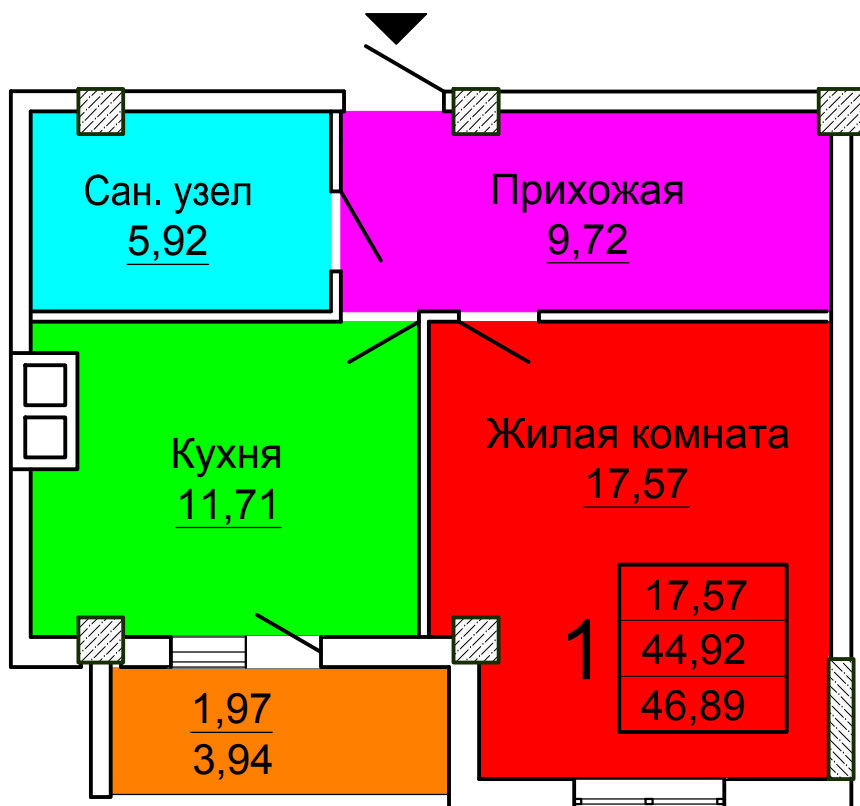 Сан. узел
5,92
Прихожая
9,72
Кухня
11,71
Жилая комната
17,57
1
17,57
44,92
46,89
1,97
3,94